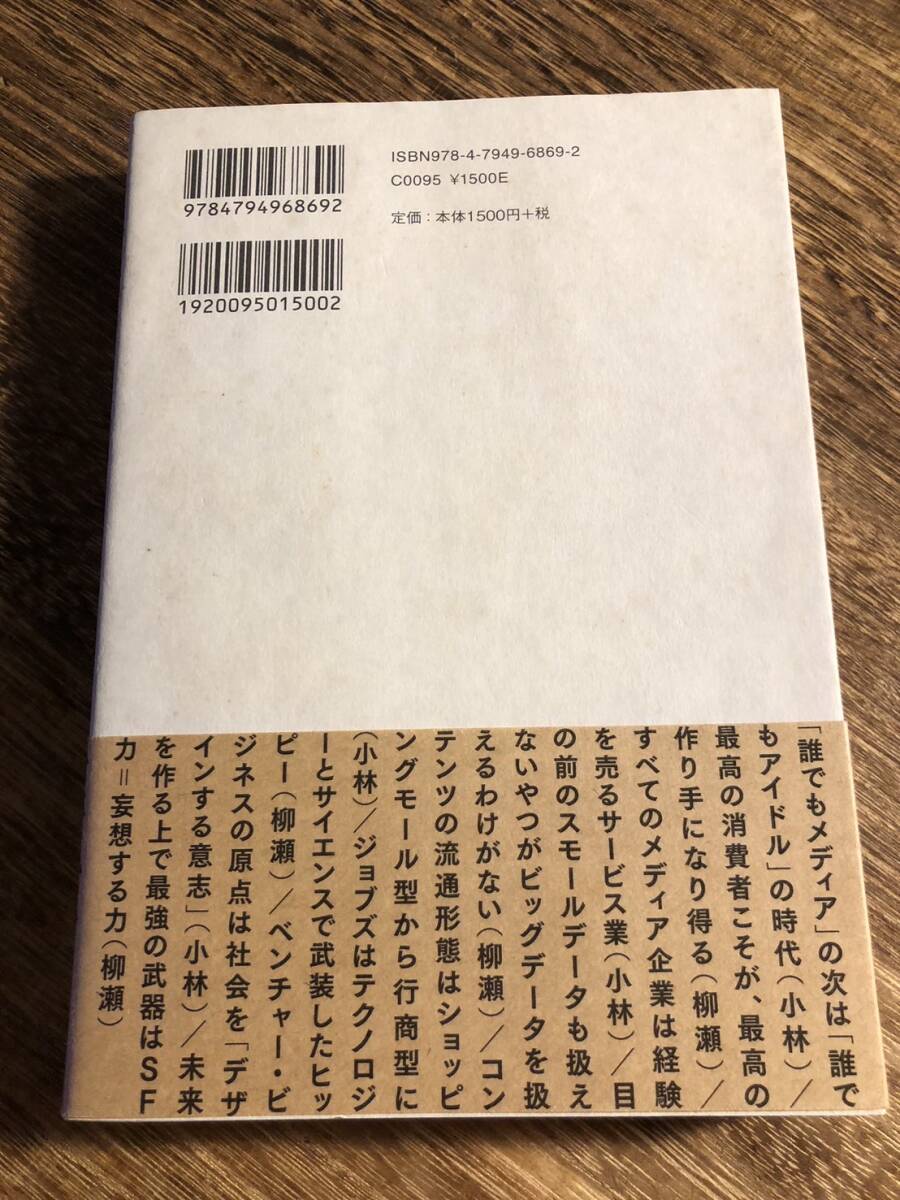 ISBN978-4-7949-6869-2
C0095 ¥1500E
定価：本体1500円+税
9784794968692
1920095015002
「誰でもメディア」の次は「誰で
もアイドル」の時代(小林)／
最高の消費者こそが、最高の
作り手になり得る(柳瀬)／
すべてのメディア企業は経験
を売るサービス業(小林)／目
の前のスモールデータも扱え
ないやつがビッグデータを扱
えるわけがない(柳瀬)／コン
テンツの流通形態はショッピ
ングモール型から行商型に
(小林)／ジョブズはテクノロジ
ーとサイエンスで武装したヒッ
ピー(柳瀬)／ベンチャー・ビ
ジネスの原点は社会を「デザ
インする意志」(小林)／未来
を作る上で最強の武器はSF
力＝妄想する力(柳瀬)